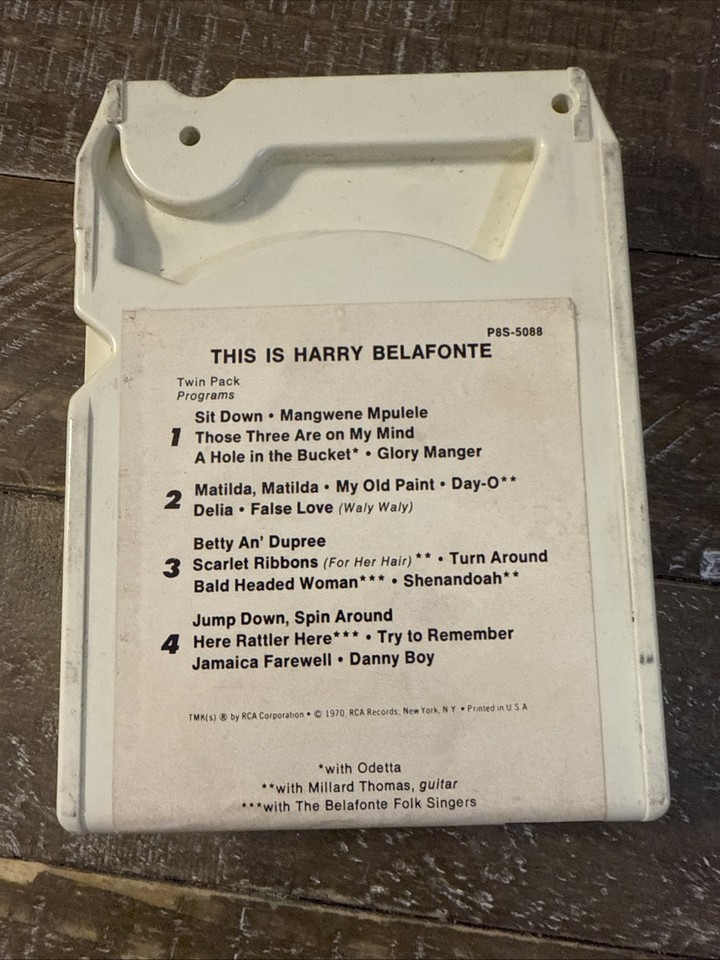 P8S-5088
THIS IS HARRY BELAFONTE
Twin Pack
Programs
1
Sit Down • Mangwene Mpulele
Those Three Are on My Mind
A Hole in the Bucket* • Glory Manger
2
Matilda, Matilda • My Old Paint • Day-O**
Delia • False Love (Waly Waly)
3
Betty An' Dupree
Scarlet Ribbons (For Her Hair)** • Turn Around
Bald Headed Woman*** • Shenandoah**
4
Jump Down, Spin Around
Here Rattler Here*** • Try to Remember
Jamaica Farewell • Danny Boy
TMK(s) ® by RCA Corporation • © 1970, RCA Records, New York, N Y • Printed in U S A
*with Odetta
**with Millard Thomas, guitar
***with The Belafonte Folk Singers